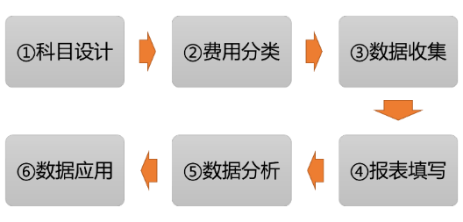 ①科目设计
②费用分类
③数据收集
④报表填写
⑤数据分析
⑥数据应用